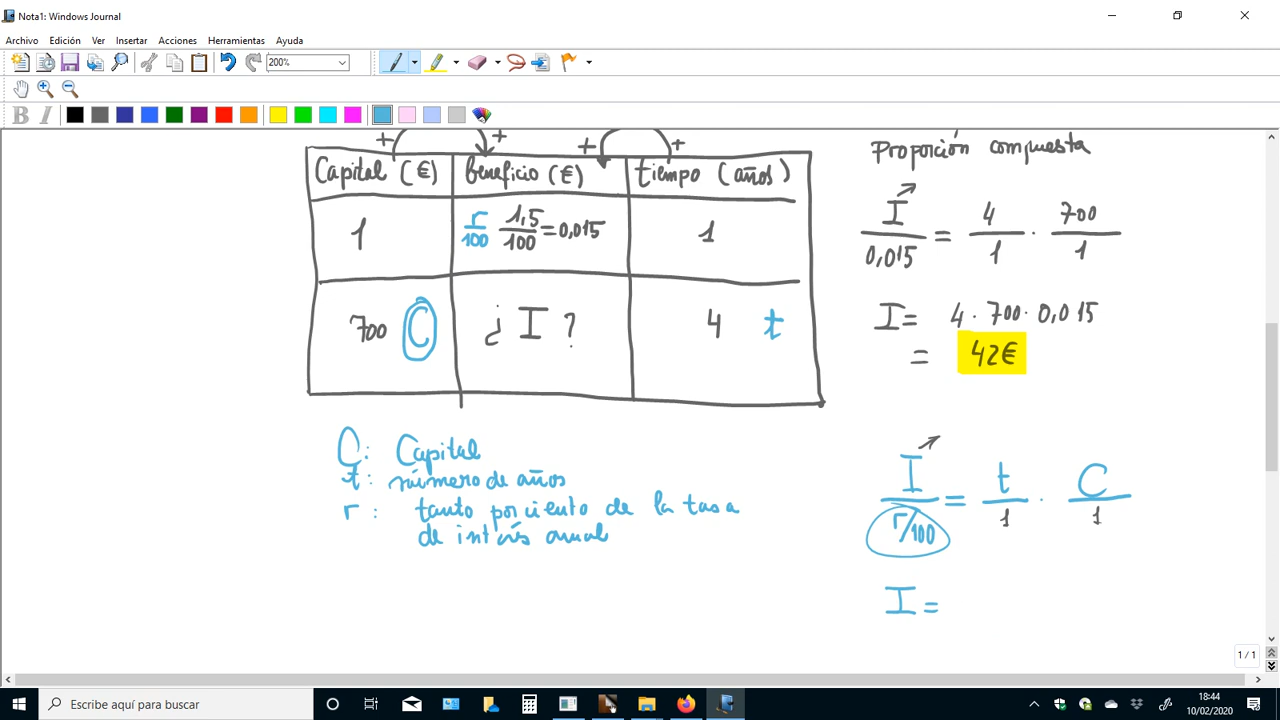 Nota1: Windows Journal
Archivo Edición Ver Insertar Acciones Herramientas Ayuda
200%
B I
+ + + +
Capital (€) beneficio (€) tiempo (años)
1 r/100 1,5/100 = 0,015 1
700 C ¿ I ? 4 t
C: Capital
t: número de años
r: tanto por ciento de la tasa
de interés anual
Proporción compuesta
I/0,015 = 4/1 · 700/1
I = 4 · 700 · 0,015
= 42€
I/(r/100) = t/1 · C/1
I =
1 / 1
Escribe aquí para buscar
18:44
10/02/2020